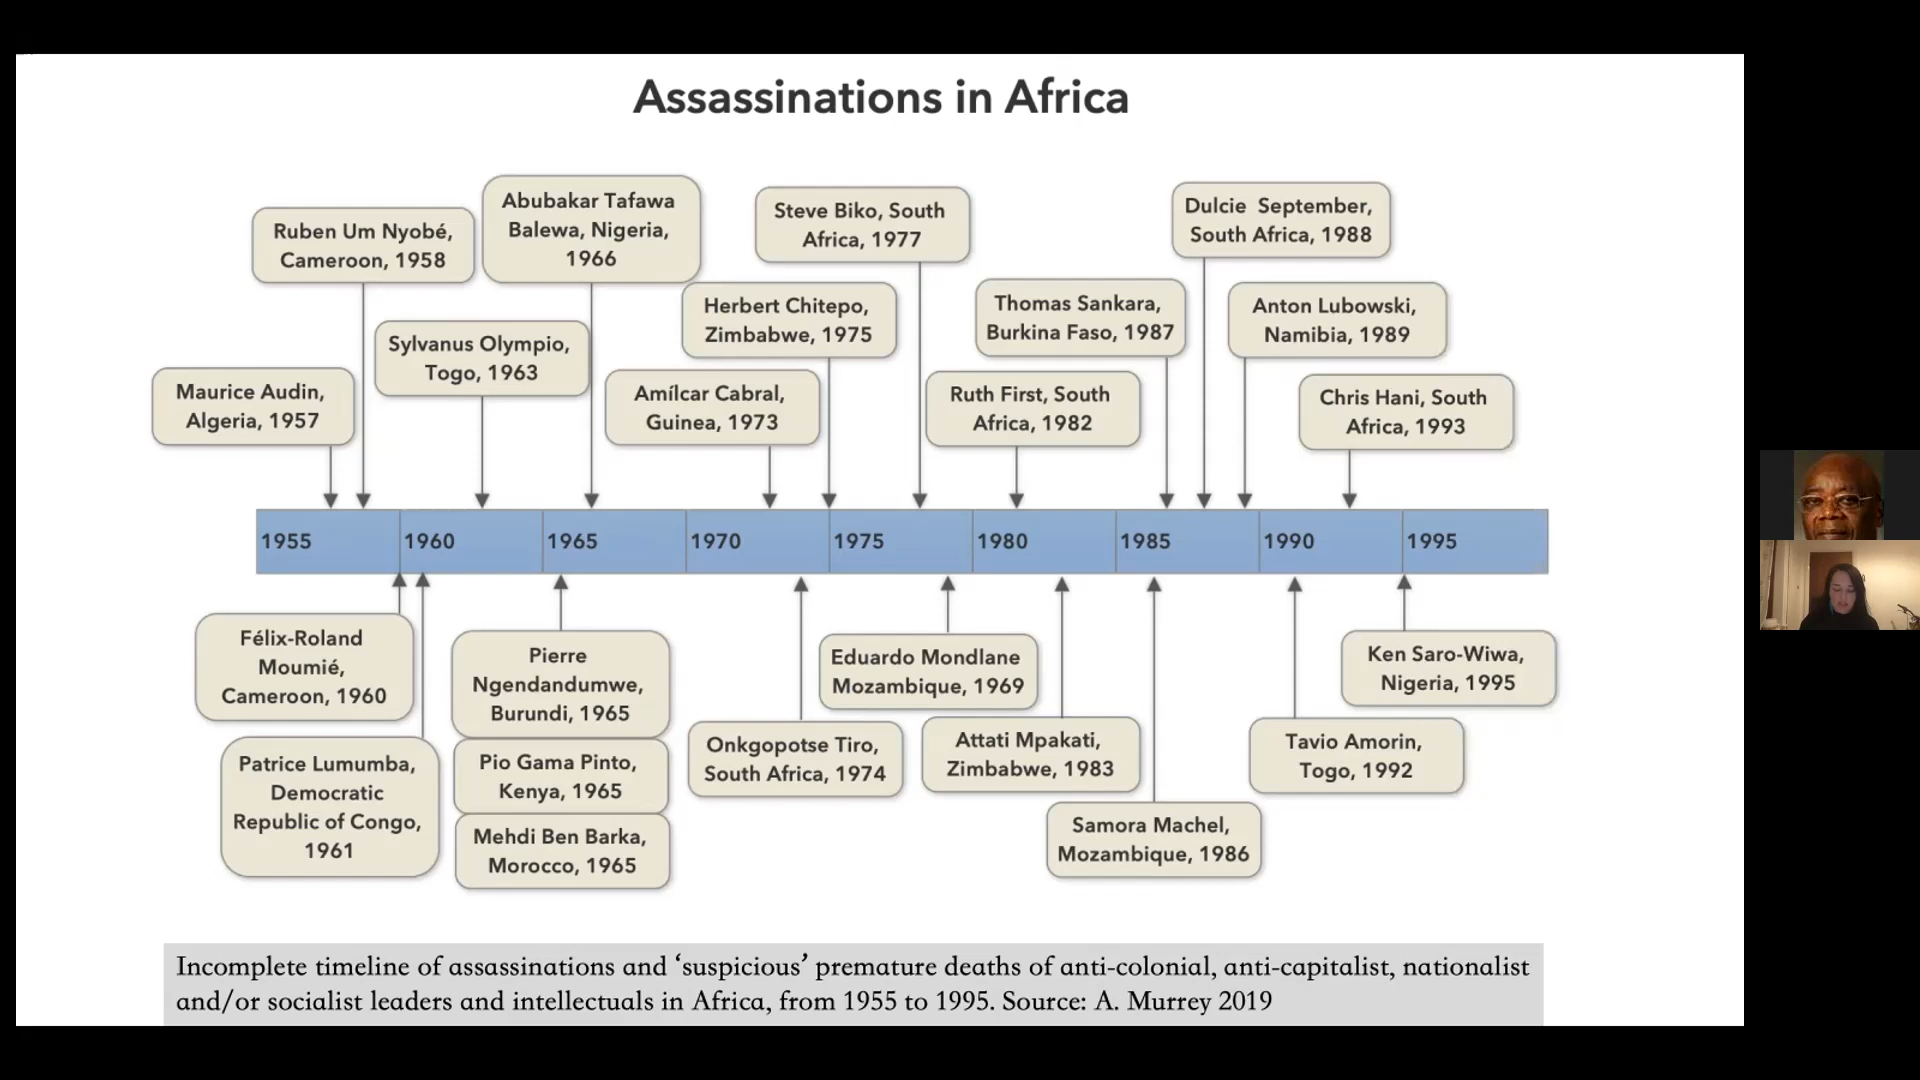 Assassinations in Africa
Abubakar Tafawa
Balewa, Nigeria,
1966
Ruben Um Nyobé,
Cameroon, 1958
Steve Biko, South
Africa, 1977
Dulcie September,
South Africa, 1988
Sylvanus Olympio,
Togo, 1963
Herbert Chitepo,
Zimbabwe, 1975
Thomas Sankara,
Burkina Faso, 1987
Anton Lubowski,
Namibia, 1989
Maurice Audin,
Algeria, 1957
Amílcar Cabral,
Guinea, 1973
Ruth First, South
Africa, 1982
Chris Hani, South
Africa, 1993
1955 1960 1965 1970 1975 1980 1985 1990 1995
Félix-Roland
Moumié,
Cameroon, 1960
Pierre
Ngendandumwe,
Burundi, 1965
Eduardo Mondlane
Mozambique, 1969
Ken Saro-Wiwa,
Nigeria, 1995
Patrice Lumumba,
Democratic
Republic of Congo,
1961
Pio Gama Pinto,
Kenya, 1965
Onkgopotse Tiro,
South Africa, 1974
Attati Mpakati,
Zimbabwe, 1983
Tavio Amorin,
Togo, 1992
Mehdi Ben Barka,
Morocco, 1965
Samora Machel,
Mozambique, 1986
Incomplete timeline of assassinations and ‘suspicious’ premature deaths of anti-colonial, anti-capitalist, nationalist
and/or socialist leaders and intellectuals in Africa, from 1955 to 1995. Source: A. Murrey 2019